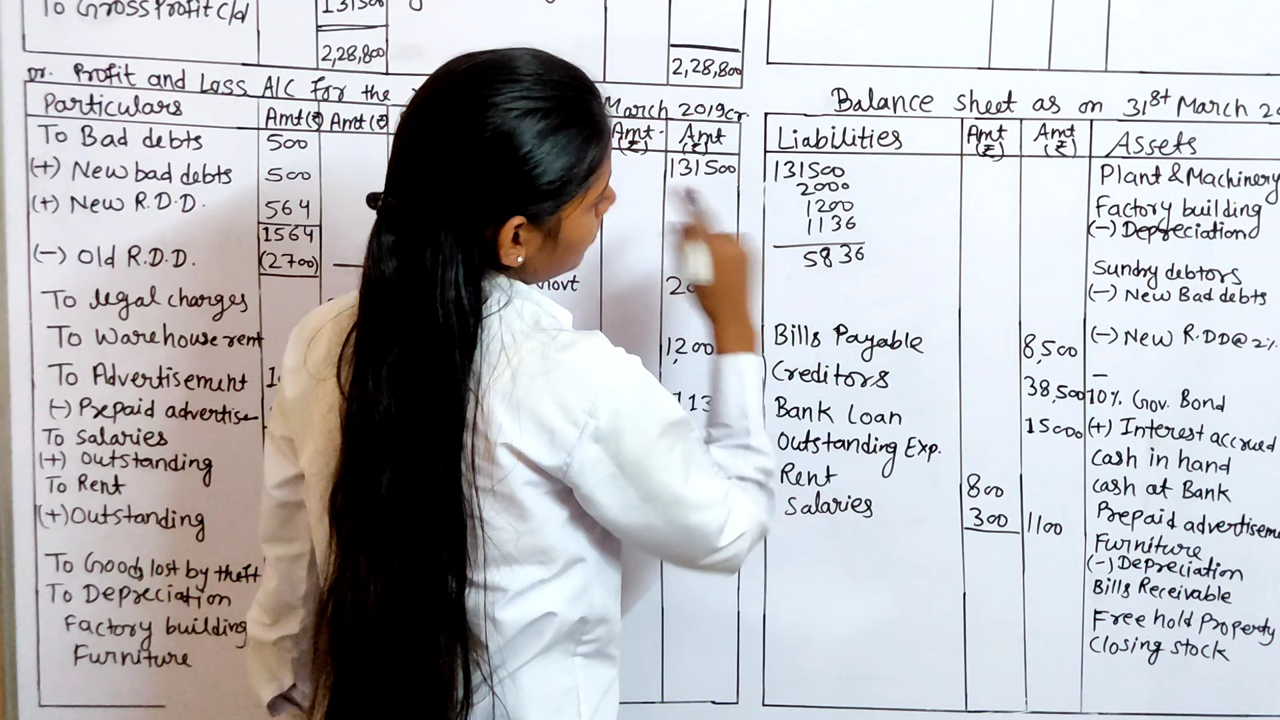 To Gross Profit c/d 131500
2,28,800
2,28,800
Dr. Profit and Loss A/C For the March 2019 cr.
Particulars Amt(₹) Amt(₹) Amt. (₹) Amt (₹)
To Bad debts 500
131500
(+) New bad debts 500
(+) New R.D.D. 564
1564
(-) Old R.D.D. (2700)
To legal charges
To Warehouse rent
1,200
To Advertisement
(-) Prepaid advertise
To salaries
(+) outstanding
To Rent
(+) Outstanding
To Goods lost by theft
To Depreciation
Factory building
Furniture
Balance sheet as on 31st March
Liabilities Amt (₹) Amt (₹) Assets
131500
2000
1200
1136
5836
Bills Payable 8,500
Creditors 38,500
Bank Loan 15000
Outstanding Exp.
Rent 800
Salaries 300 1100
Plant & Machinery
Factory building
(-) Depreciation
Sundry debtors
(-) New Bad debts
(-) New R.DD@2%
10% Gov. Bond
(+) Interest accrued
Cash in hand
Cash at Bank
Prepaid
Furniture
(-) Depreciation
Bills Receivable
Free hold Property
Closing stock